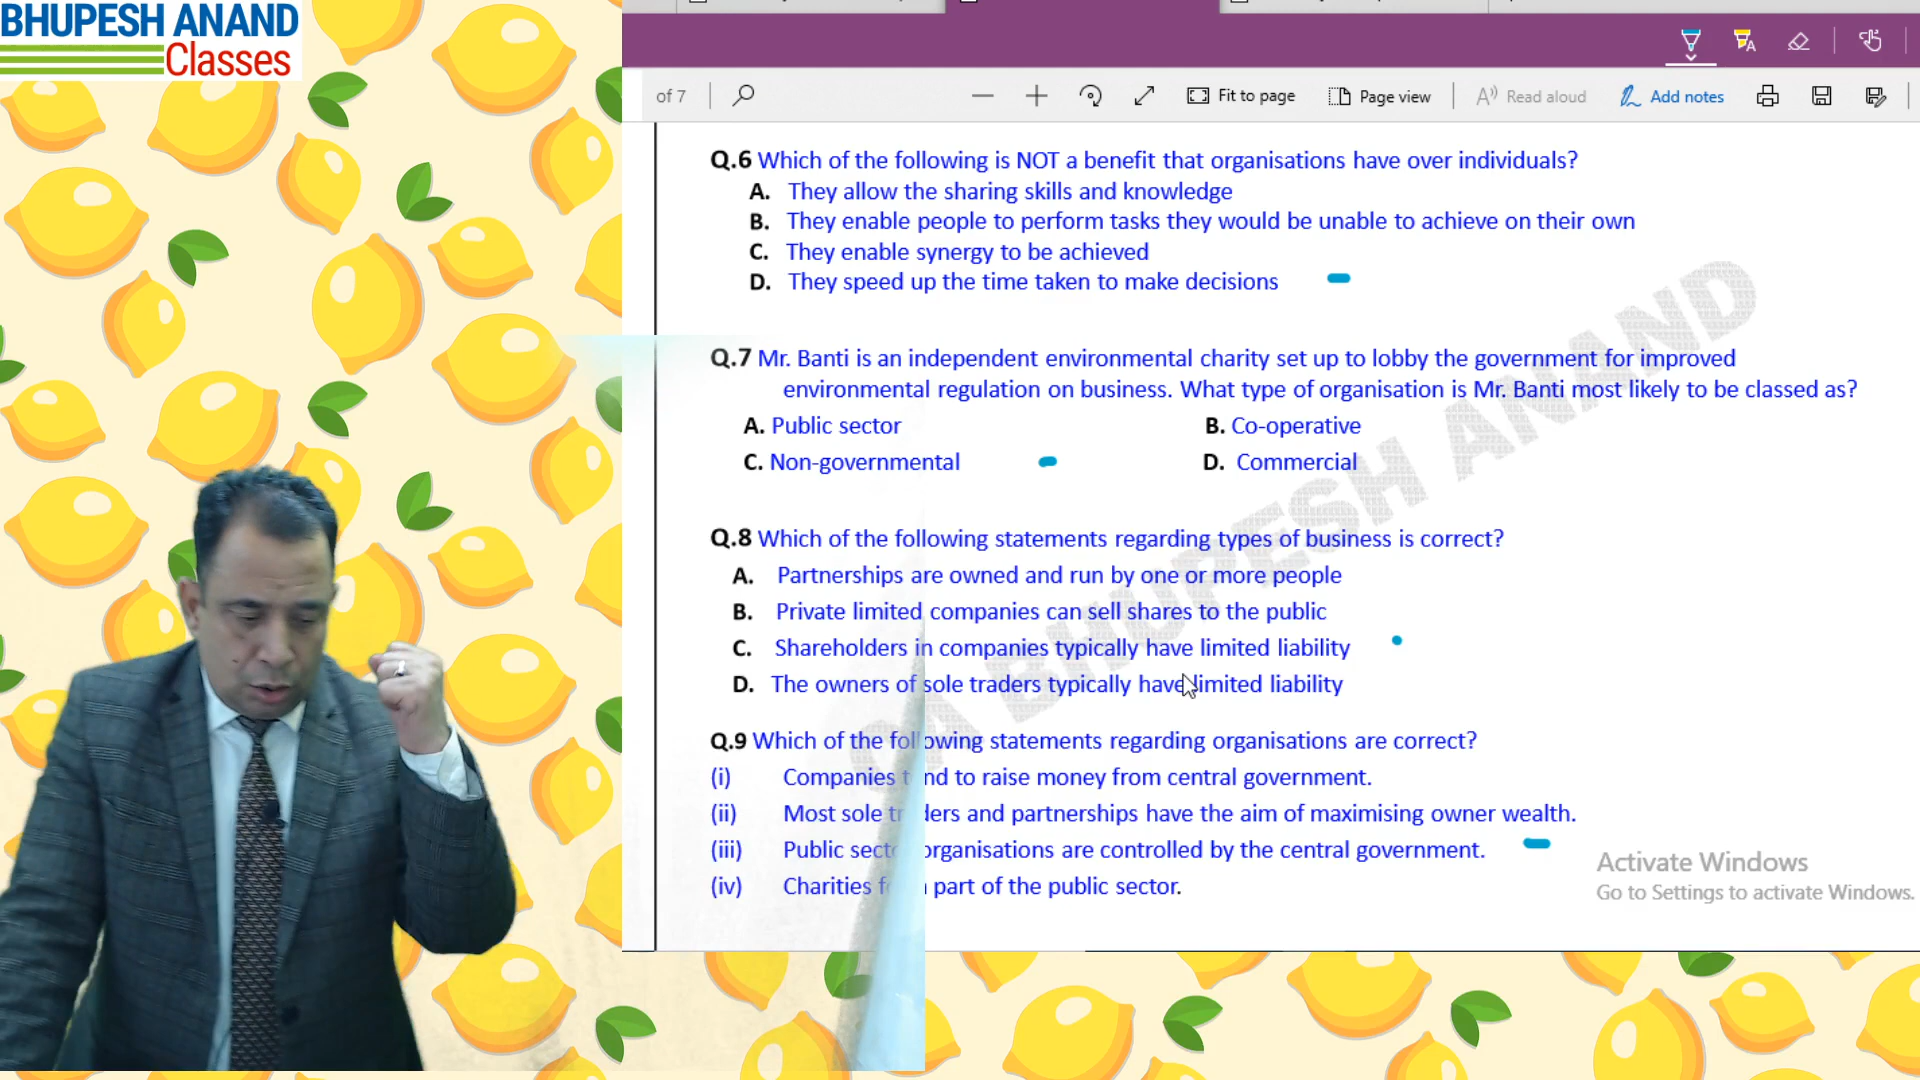 BHUPESH ANAND
Classes
of 7
Fit to page
Page view
Read aloud
Add notes
Q.6 Which of the following is NOT a benefit that organisations have over individuals?
A. They allow the sharing skills and knowledge
B. They enable people to perform tasks they would be unable to achieve on their own
C. They enable synergy to be achieved
D. They speed up the time taken to make decisions
Q.7 Mr. Banti is an independent environmental charity set up to lobby the government for improved
environmental regulation on business. What type of organisation is Mr. Banti most likely to be classed as?
A. Public sector
B. Co-operative
C. Non-governmental
D. Commercial
Q.8 Which of the following statements regarding types of business is correct?
A. Partnerships are owned and run by one or more people
B. Private limited companies can sell shares to the public
C. Shareholders in companies typically have limited liability
D. The owners of sole traders typically have limited liability
Q.9 Which of the following statements regarding organisations are correct?
(i) Companies tend to raise money from central government.
(ii) Most sole traders and partnerships have the aim of maximising owner wealth.
(iii) Public sector organisations are controlled by the central government.
(iv) Charities form part of the public sector.
CA BHUPESH ANAND
Activate Windows
Go to Settings to activate Windows.